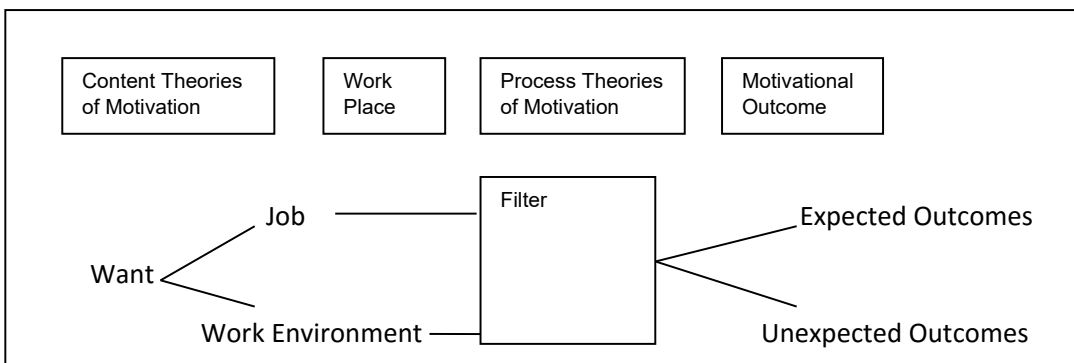 Content Theories
of Motivation
Work
Place
Process Theories
of Motivation
Motivational
Outcome
Filter
Job
Expected Outcomes
Want
Work Environment
Unexpected Outcomes